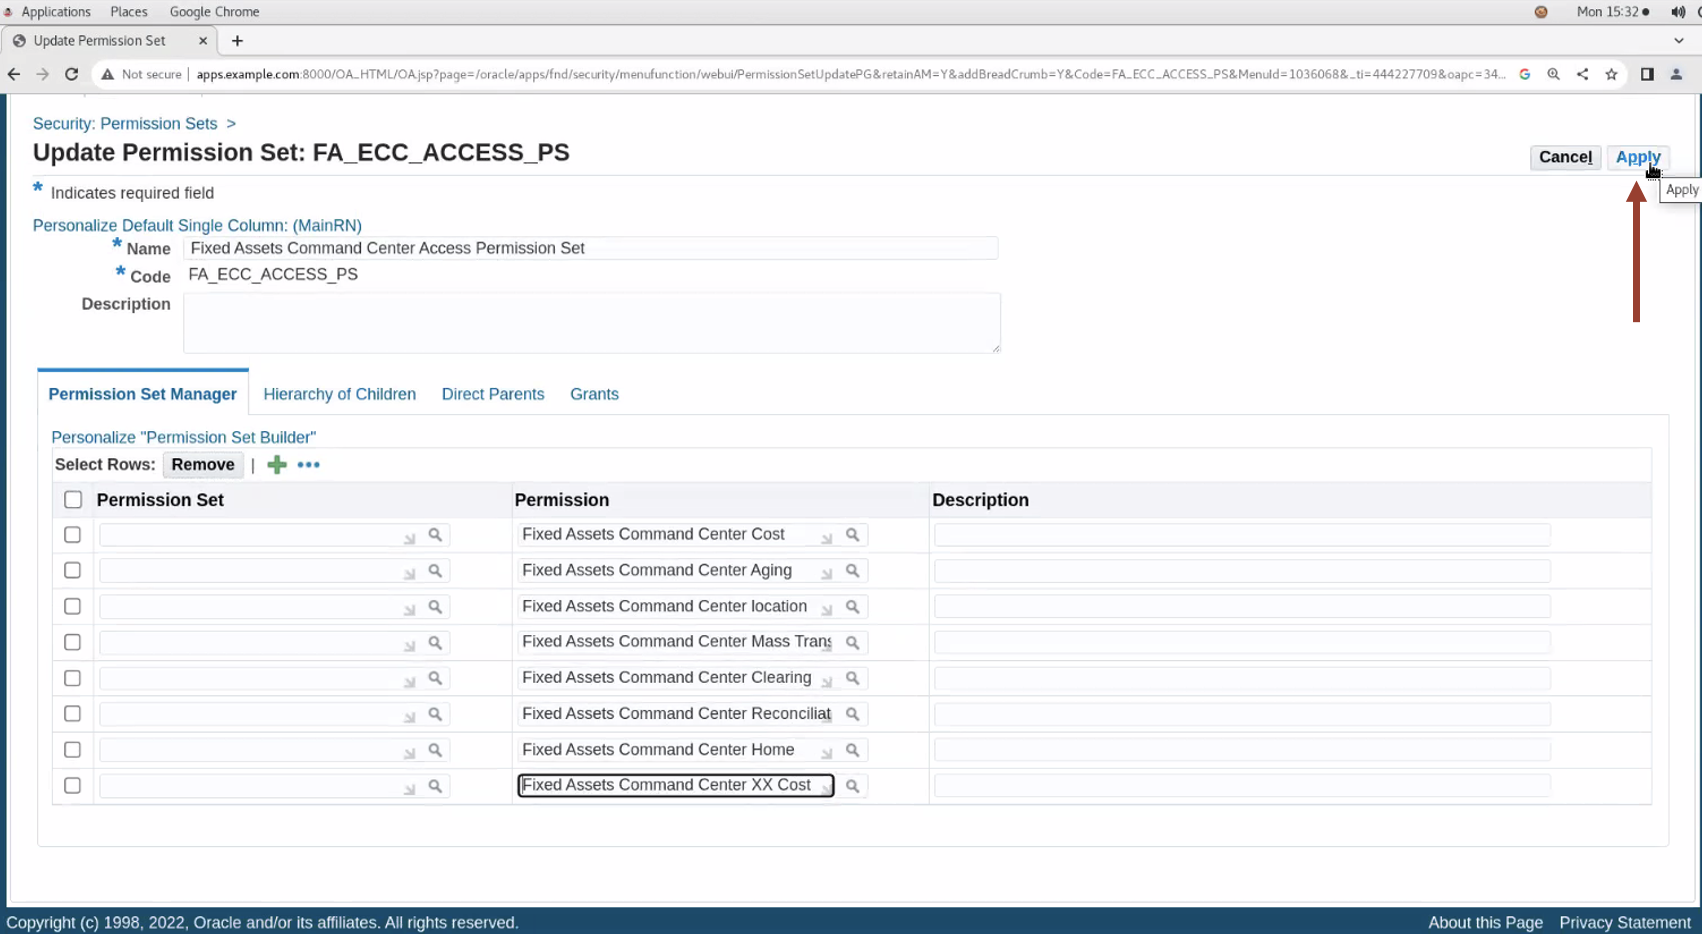 Applications Places Google Chrome Mon 15:32
Update Permission Set
Not secure apps.example.com:8000/OA_HTML/OA.jsp?page=/oracle/apps/fnd/security/menufunction/webui/PermissionSetUpdatePG&retainAM=Y&addBreadCrumb=Y&Code=FA_ECC_ACCESS_PS&MenuId=1036068&_ti=444227709&oapc=34...
Security: Permission Sets >
Update Permission Set: FA_ECC_ACCESS_PS Cancel Apply
* Indicates required field Apply
Personalize Default Single Column: (MainRN)
* Name Fixed Assets Command Center Access Permission Set
* Code FA_ECC_ACCESS_PS
Description
Permission Set Manager Hierarchy of Children Direct Parents Grants
Personalize "Permission Set Builder"
Select Rows: Remove |
Permission Set Permission Description
Fixed Assets Command Center Cost
Fixed Assets Command Center Aging
Fixed Assets Command Center location
Fixed Assets Command Center Mass Trans
Fixed Assets Command Center Clearing
Fixed Assets Command Center Reconciliat
Fixed Assets Command Center Home
Fixed Assets Command Center XX Cost
Copyright (c) 1998, 2022, Oracle and/or its affiliates. All rights reserved. About this Page Privacy Statement